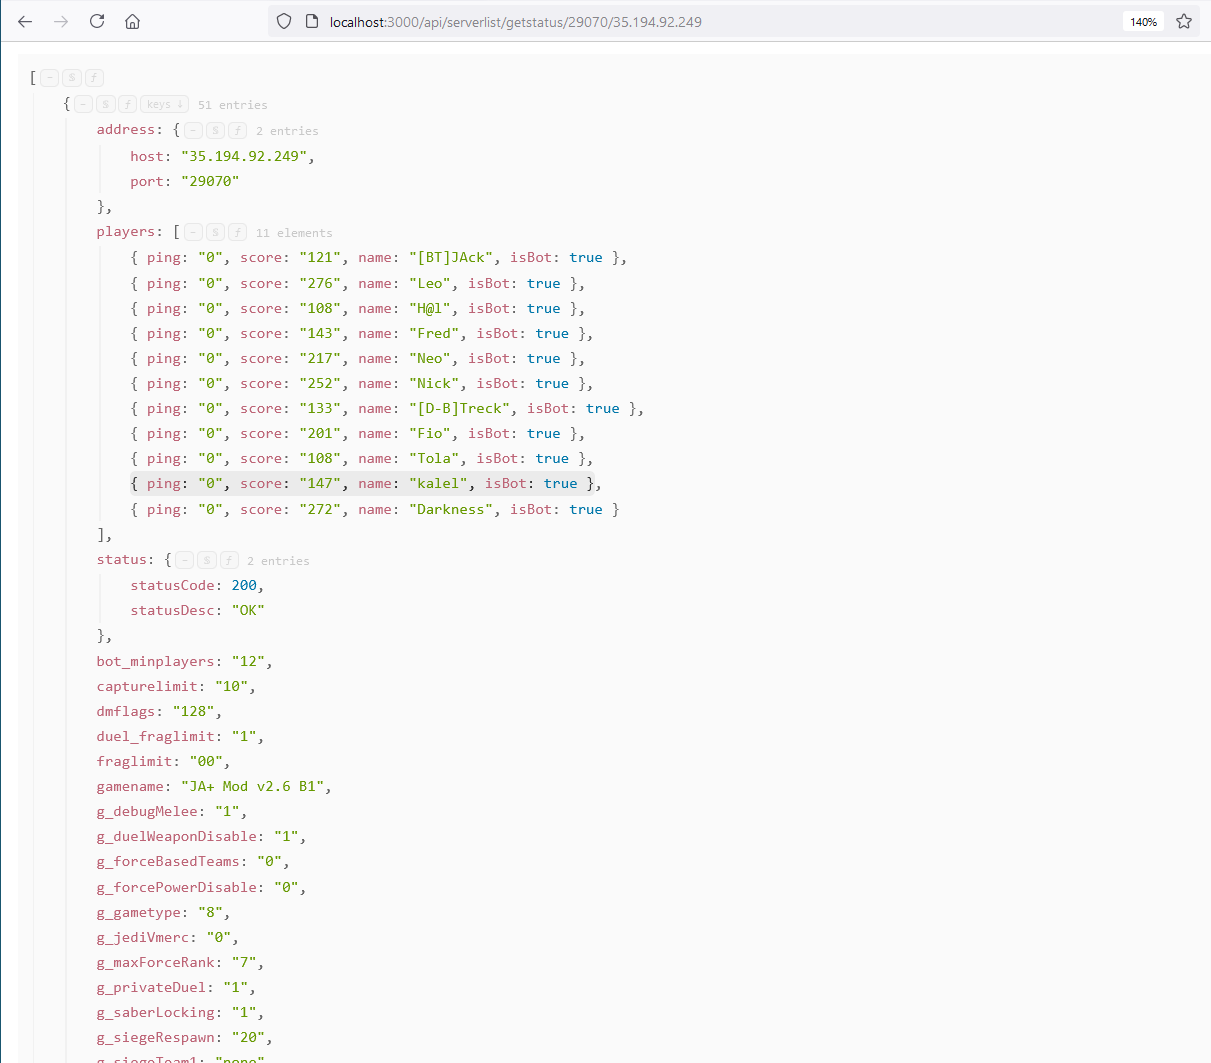 localhost:3000/api/serverlist/getstatus/29070/35.194.92.249 140%
[ - S f
{ - S f keys ↓ 51 entries
address: { - S f 2 entries
host: "35.194.92.249",
port: "29070"
},
players: [ - S f 11 elements
{ ping: "0", score: "121", name: "[BT]JAck", isBot: true },
{ ping: "0", score: "276", name: "Leo", isBot: true },
{ ping: "0", score: "108", name: "H@l", isBot: true },
{ ping: "0", score: "143", name: "Fred", isBot: true },
{ ping: "0", score: "217", name: "Neo", isBot: true },
{ ping: "0", score: "252", name: "Nick", isBot: true },
{ ping: "0", score: "133", name: "[D-B]Treck", isBot: true },
{ ping: "0", score: "201", name: "Fio", isBot: true },
{ ping: "0", score: "108", name: "Tola", isBot: true },
{ ping: "0", score: "147", name: "kalel", isBot: true },
{ ping: "0", score: "272", name: "Darkness", isBot: true }
],
status: { - S f 2 entries
statusCode: 200,
statusDesc: "OK"
},
bot_minplayers: "12",
capturelimit: "10",
dmflags: "128",
duel_fraglimit: "1",
fraglimit: "00",
gamename: "JA+ Mod v2.6 B1",
g_debugMelee: "1",
g_duelWeaponDisable: "1",
g_forceBasedTeams: "0",
g_forcePowerDisable: "0",
g_gametype: "8",
g_jediVmerc: "0",
g_maxForceRank: "7",
g_privateDuel: "1",
g_saberLocking: "1",
g_siegeRespawn: "20",
g_siegeTeam1: "none"